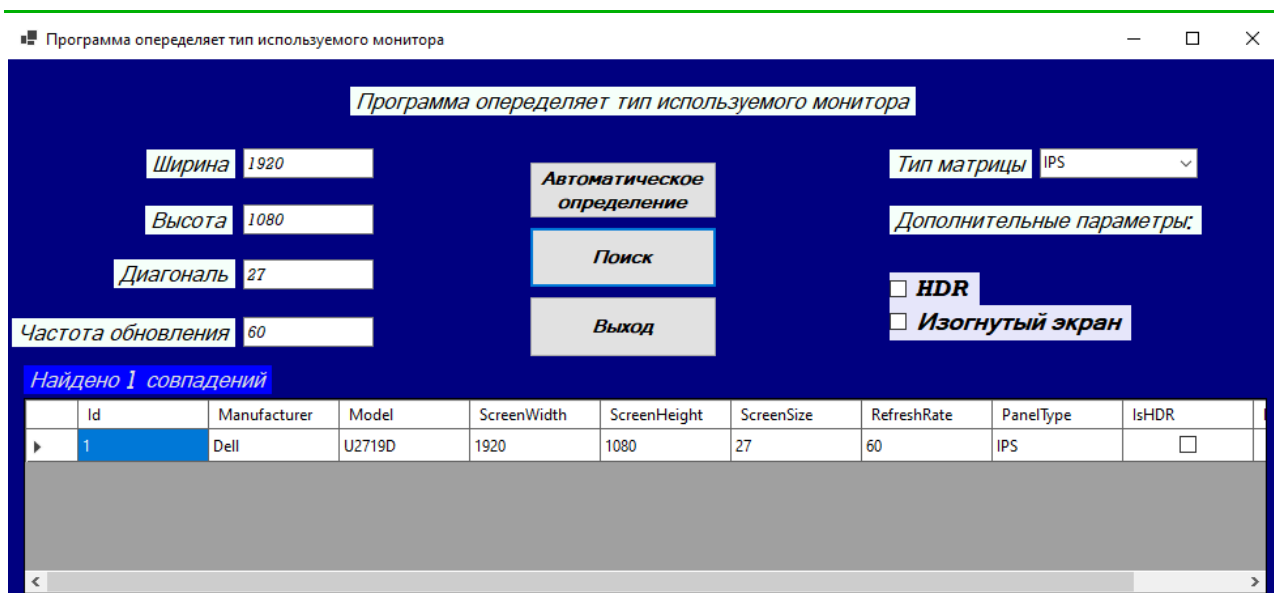 Программа опеределяет тип используемого монитора
Программа опеределяет тип используемого монитора
Ширина 1920
Автоматическое
определение
Тип матрицы IPS
Высота 1080
Дополнительные параметры:
Поиск
Диагональ 27
HDR
Выход
Изогнутый экран
Частота обновления 60
Найдено 1 совпадений
Id Manufacturer Model ScreenWidth ScreenHeight ScreenSize RefreshRate PanelType IsHDR
1 Dell U2719D 1920 1080 27 60 IPS